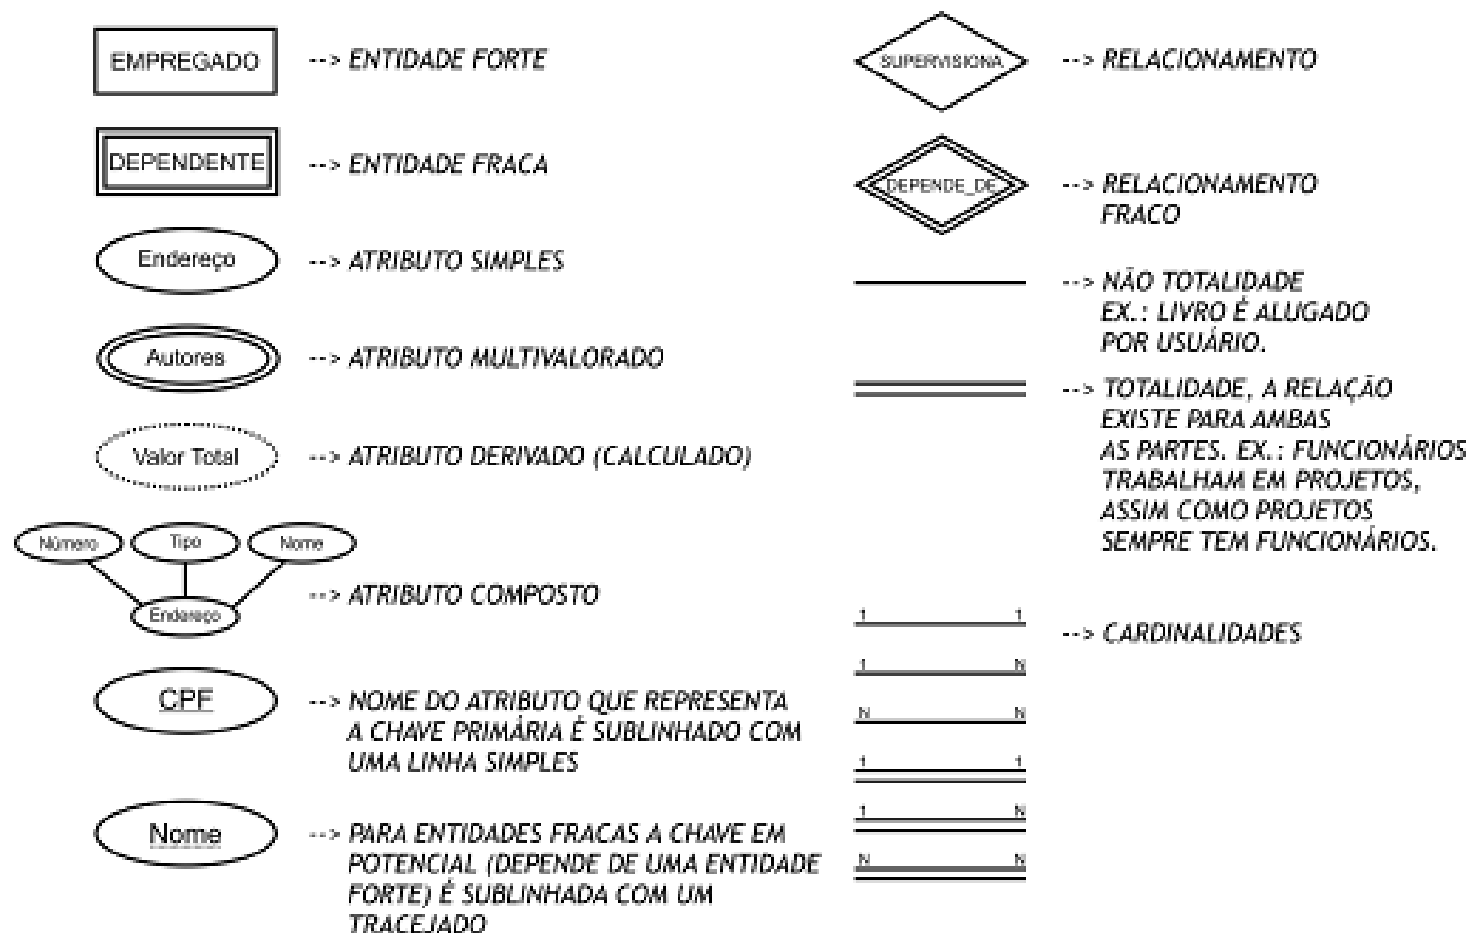 EMPREGADO --> ENTIDADE FORTE
DEPENDENTE --> ENTIDADE FRACA
Endereço --> ATRIBUTO SIMPLES
Autores --> ATRIBUTO MULTIVALORADO
Valor Total --> ATRIBUTO DERIVADO (CALCULADO)
Número Tipo Nome
Endereço --> ATRIBUTO COMPOSTO
CPF --> NOME DO ATRIBUTO QUE REPRESENTA
A CHAVE PRIMÁRIA É SUBLINHADO COM
UMA LINHA SIMPLES
Nome --> PARA ENTIDADES FRACAS A CHAVE EM
POTENCIAL (DEPENDE DE UMA ENTIDADE
FORTE) É SUBLINHADA COM UM
TRACEJADO
SUPERVISIONA --> RELACIONAMENTO
DEPENDE_DE --> RELACIONAMENTO
FRACO
--> NÃO TOTALIDADE
EX.: LIVRO É ALUGADO
POR USUÁRIO.
--> TOTALIDADE, A RELAÇÃO
EXISTE PARA AMBAS
AS PARTES. EX.: FUNCIONÁRIOS
TRABALHAM EM PROJETOS,
ASSIM COMO PROJETOS
SEMPRE TEM FUNCIONÁRIOS.
1 1 --> CARDINALIDADES
1 N
N N
1 1
1 N
N N